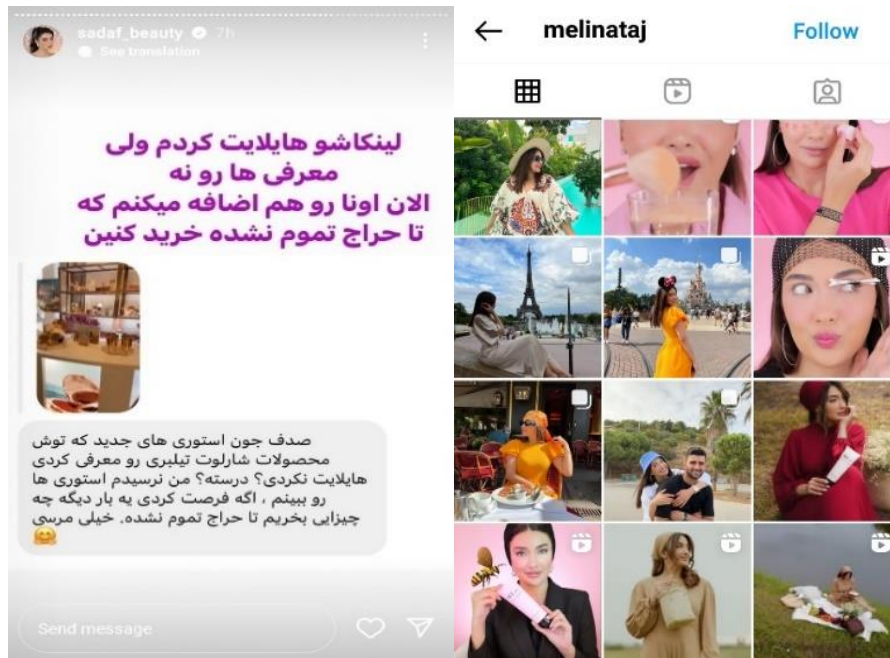 sadaf_beauty 7h
See translation
لینکاشو هایلایت کردم ولی
معرفی ها رو نه
الان اونا رو هم اضافه میکنم که
تا حراج تموم نشده خرید کنین
صدف جون استوری های جدید که توش
محصولات شارلوت تیلبری رو معرفی کردی
هایلایت نکردی؟ درسته؟ من نرسیدم استوری ها
رو ببینم ، اگه فرصت کردی یه بار دیگه چه
چیزایی بخریم تا حراج تموم نشده. خیلی مرسی
🤗
Send message
melinataj
Follow